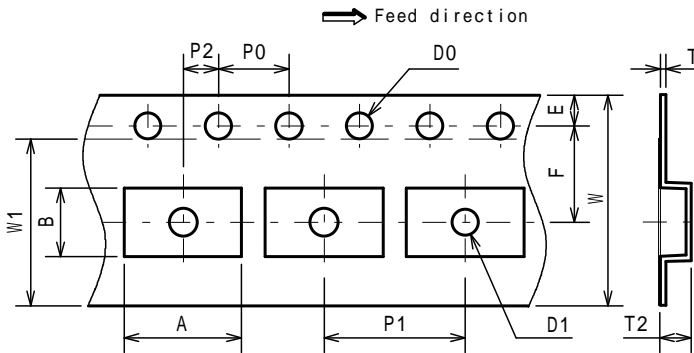 Feed direction
P2 P0 D0 T
E
F
W
W1
B
A P1 D1 T2